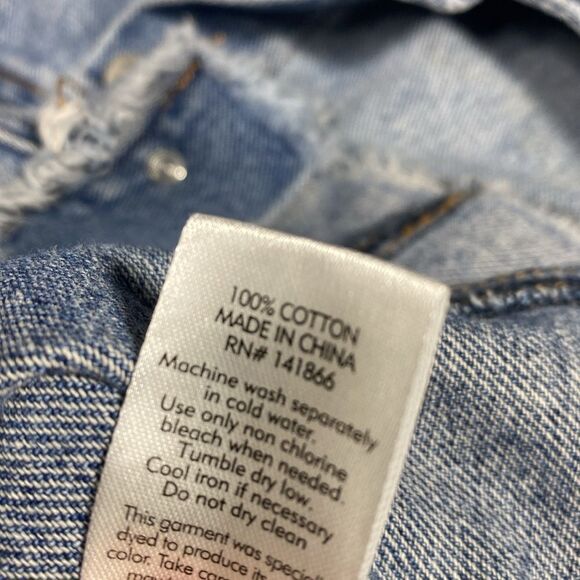 100% COTTON
MADE IN CHINA
RN# 141866
Machine wash separately
in cold water.
Use only non chlorine
bleach when needed.
Tumble dry low.
Cool iron if necessary
Do not dry clean
This garment was
dyed to produce its
color. Take